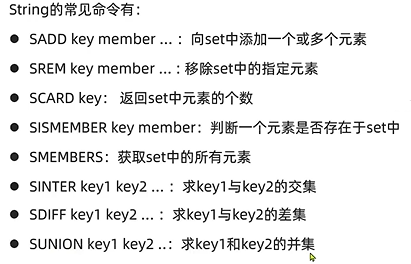 String的常见命令有：
● SADD key member ... ：向set中添加一个或多个元素
● SREM key member ... : 移除set中的指定元素
● SCARD key： 返回set中元素的个数
● SISMEMBER key member：判断一个元素是否存在于set中
● SMEMBERS：获取set中的所有元素
● SINTER key1 key2 ... ：求key1与key2的交集
● SDIFF key1 key2 ... ：求key1与key2的差集
● SUNION key1 key2 ..：求key1和key2的并集